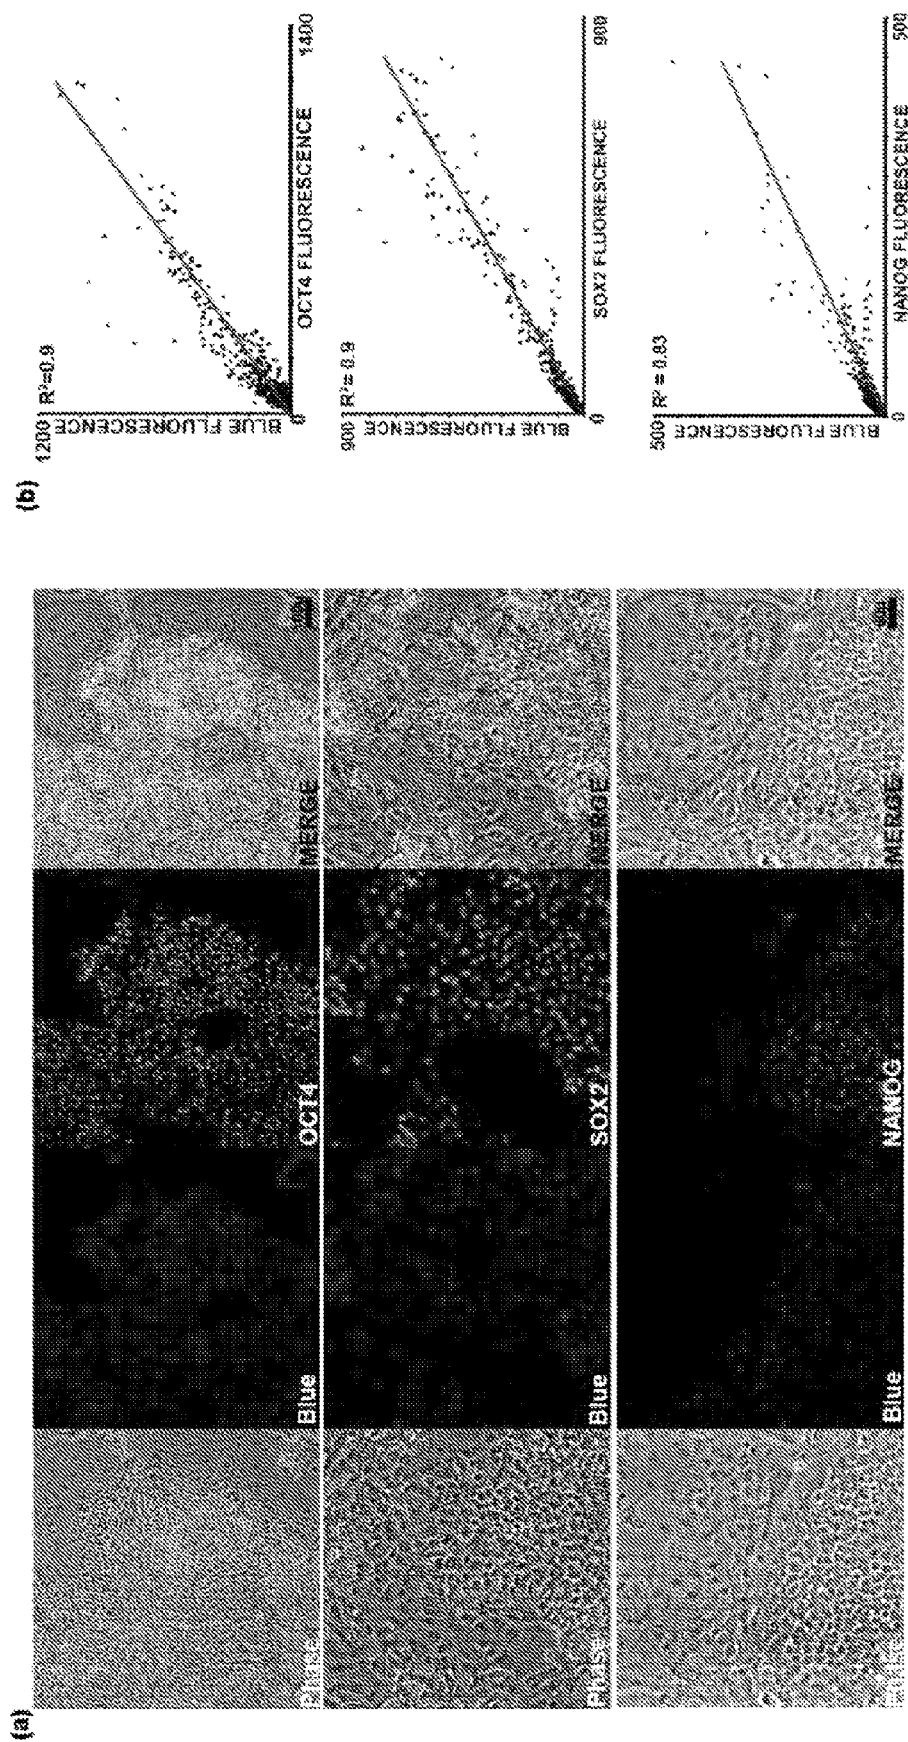 (a)
Phase
Blue
OCT4
MERGE
Phase
Blue
SOX2
MERGE
Phase
Blue
NANOG
MERGE
(b)
1200
R²=0.9
BLUE FLUORESCENCE
0
OCT4 FLUORESCENCE
1400
900
R²= 0.9
BLUE FLUORESCENCE
0
SOX2 FLUORESCENCE
900
500
R² = 0.83
BLUE FLUORESCENCE
0
NANOG FLUORESCENCE
500